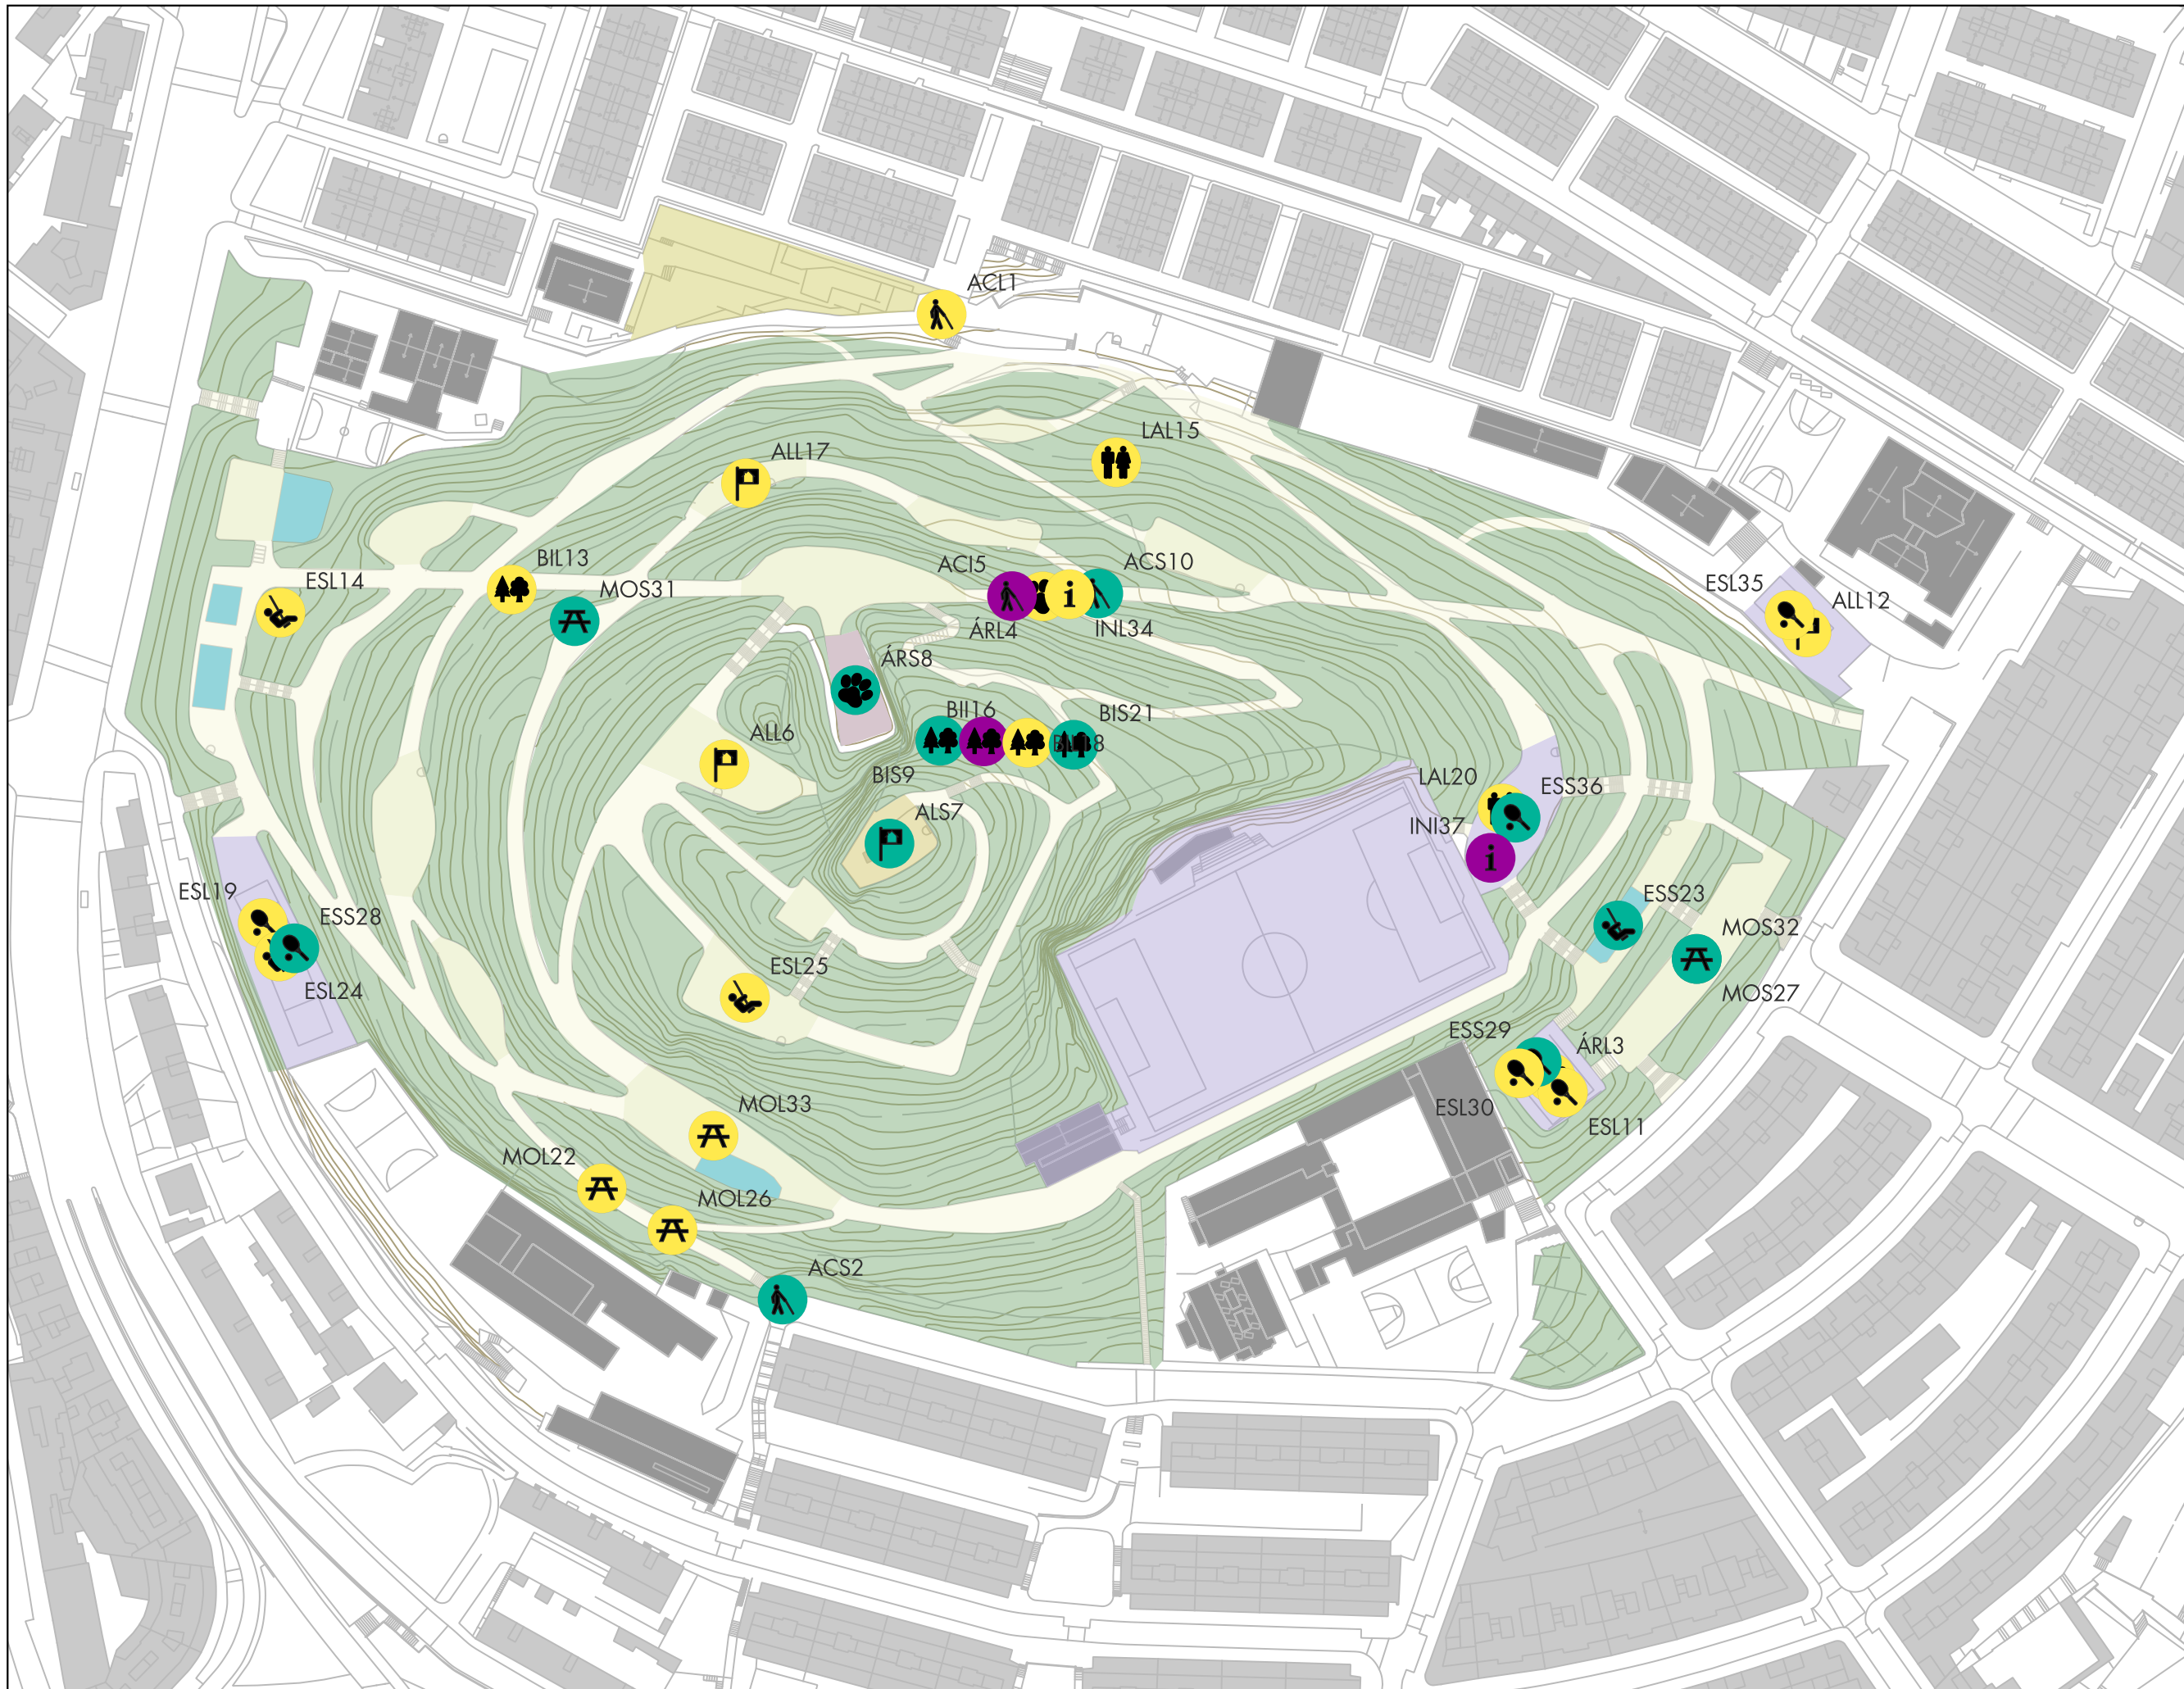 ACL1
LAL15
ALL17
BIL13
ACI5
ACS10
ESL14
MOS31
ESL35
ALL12
ÁRL4
INL34
ÁRS8
BII16
BIS21
ALL6
BIS9
LAL20
ESS36
ALS7
INI37
ESL19
ESS23
ESS28
MOS32
ESL25
ESL24
MOS27
ESS29
ÁRL3
MOL33
ESL30
ESL11
MOL22
MOL26
ACS2
i
i